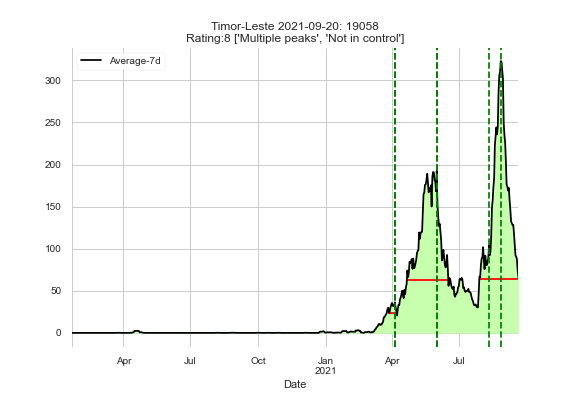 Timor-Leste 2021-09-20: 19058
Rating:8 ['Multiple peaks', 'Not in control']
Average-7d
300
250
200
150
100
50
0
Apr Jul Oct Jan Apr Jul
2021
Date